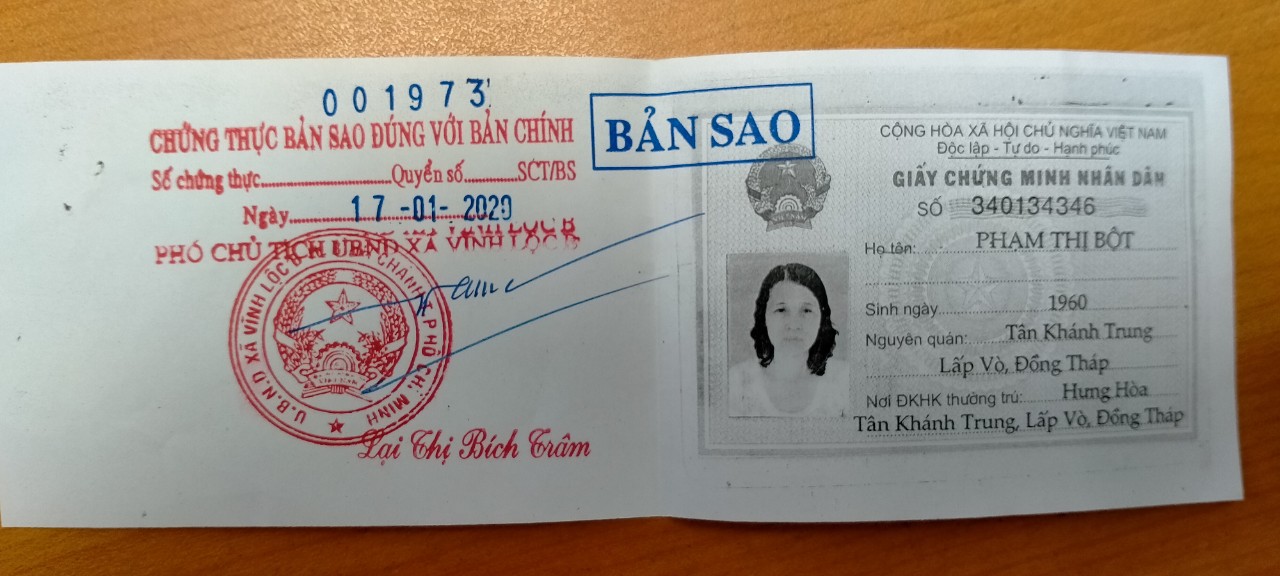 001973
CHỨNG THỰC BẢN SAO ĐÚNG VỚI BẢN CHÍNH
Số chứng thực..............................Quyển số.............SCT/BS
Ngày.......17-01-2020
PHÓ CHỦ TỊCH UBND XÃ VĨNH LỘC B
U.B.N.D XÃ VĨNH LỘC B H. BÌNH CHÁNH T.P HỒ CHÍ MINH
VIỆT NAM
Lại Thị Bích Trâm
BẢN SAO
CỘNG HÒA XÃ HỘI CHỦ NGHĨA VIỆT NAM
Độc lập - Tự do - Hạnh phúc
GIẤY CHỨNG MINH NHÂN DÂN
SỐ 340134346
VIỆT NAM
Họ tên: PHẠM THỊ BỘT
Sinh ngày 1960
Nguyên quán: Tân Khánh Trung
Lấp Vò, Đồng Tháp
Nơi ĐKHK thường trú: Hưng Hòa
Tân Khánh Trung, Lấp Vò, Đồng Tháp